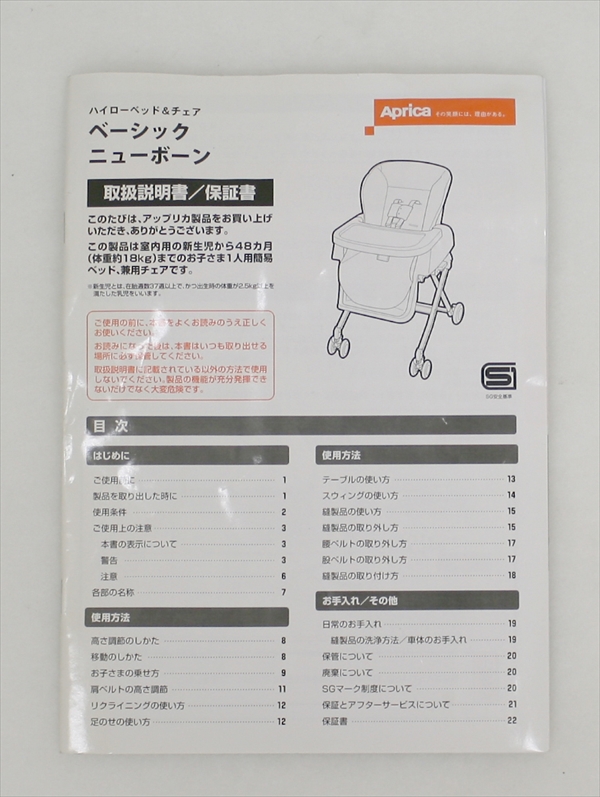 ハイローベッド&チェア
ベーシック
ニューボーン
取扱説明書／保証書
Aprica その笑顔には、理由がある。
このたびは、アップリカ製品をお買い上げ
いただき、ありがとうございます。
この製品は室内用の新生児から48カ月
(体重約18kg)までのお子さま1人用簡易
ベッド、兼用チェアです。
※新生児とは、在胎週数37週以上で、かつ出生時の体重が2.5kg以上を
満たした乳児をいいます。
ご使用の前に、本書をよくお読みのうえ正しく
お使いください。
お読みになった後は、本書はいつも取り出せる
場所に必ず保管してください。
取扱説明書に記載されている以外の方法で使用
しないでください。製品の機能が充分発揮できな
いだけでなく大変危険です。
SG安全基準
目 次
はじめに
ご使用前に 1
製品を取り出した時に 1
使用条件 2
ご使用上の注意 3
本書の表示について 3
警告 3
注意 6
各部の名称 7
使用方法
高さ調節のしかた 8
移動のしかた 8
お子さまの乗せ方 9
肩ベルトの高さ調節 11
リクライニングの使い方 12
足のせの使い方 12
使用方法
テーブルの使い方 13
スウィングの使い方 14
縫製品の使い方 15
縫製品の取り外し方 15
腰ベルトの取り外し方 17
股ベルトの取り外し方 17
縫製品の取り付け方 18
お手入れ／その他
日常のお手入れ 19
縫製品の洗浄方法／車体のお手入れ 19
保管について 20
廃棄について 20
SGマーク制度について 20
保証とアフターサービスについて 21
保証書 22